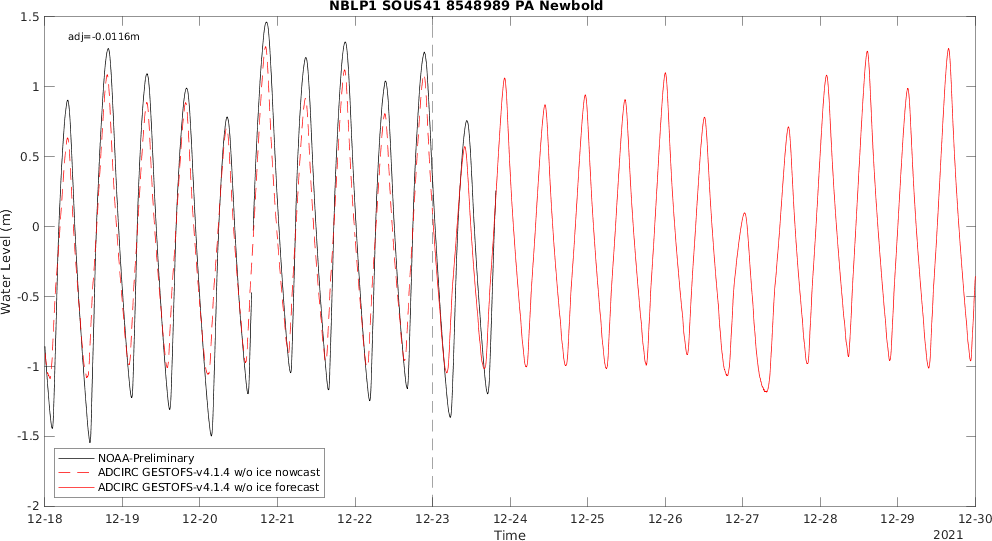 NBLP1 SOUS41 8548989 PA Newbold
adj=-0.0116m
1.5
1
0.5
0
-0.5
-1
-1.5
-2
Water Level (m)
NOAA-Preliminary
ADCIRC GESTOFS-v4.1.4 w/o ice nowcast
ADCIRC GESTOFS-v4.1.4 w/o ice forecast
12-18 12-19 12-20 12-21 12-22 12-23 12-24 12-25 12-26 12-27 12-28 12-29 12-30
Time
2021